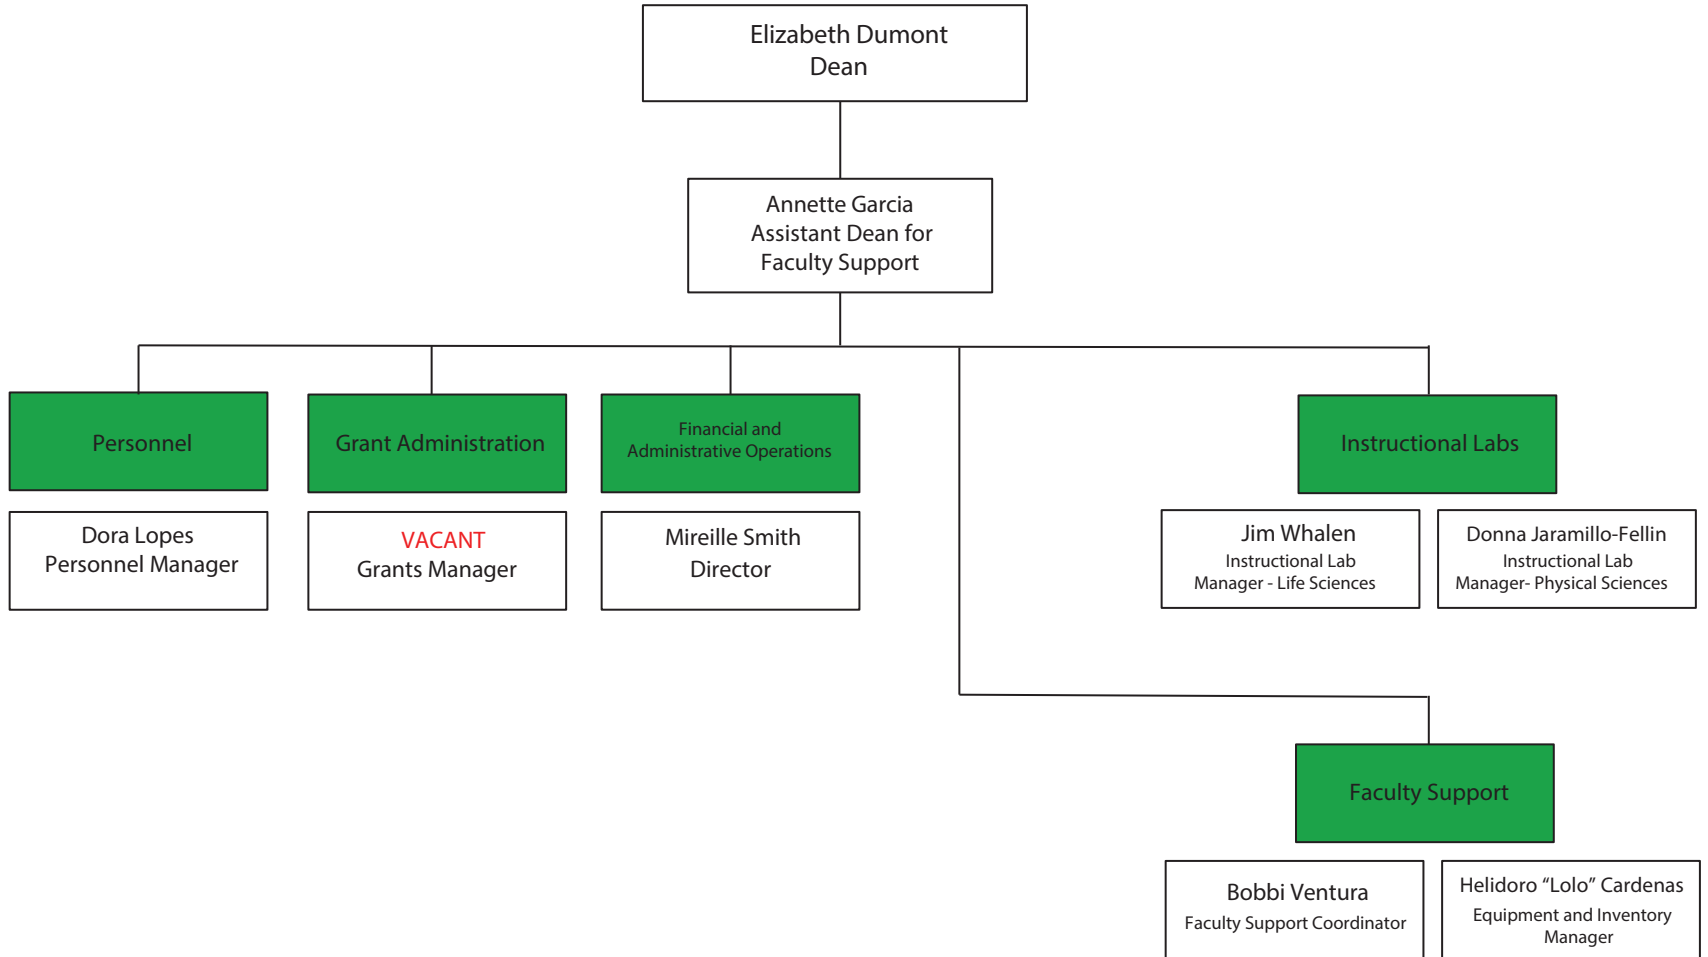 Elizabeth Dumont
Dean
Annette Garcia
Assistant Dean for
Faculty Support
Personnel
Grant Administration
Financial and
Administrative Operations
Instructional Labs
Dora Lopes
Personnel Manager
VACANT
Grants Manager
Mireille Smith
Director
Jim Whalen
Instructional Lab
Manager - Life Sciences
Donna Jaramillo-Fellin
Instructional Lab
Manager- Physical Sciences
Faculty Support
Bobbi Ventura
Faculty Support Coordinator
Helidoro “Lolo” Cardenas
Equipment and Inventory
Manager